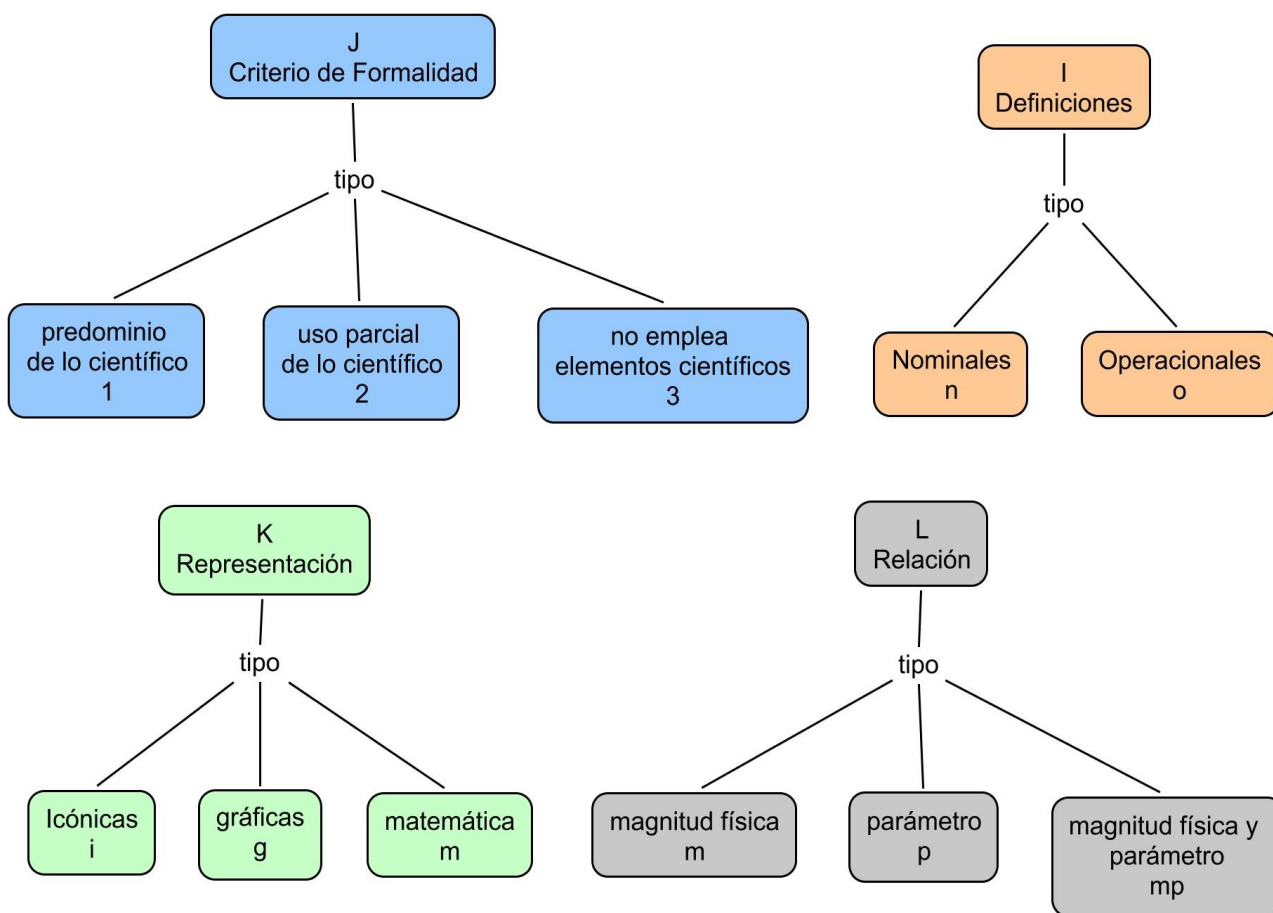 J
Criterio de Formalidad
tipo
predominio
de lo científico
1
uso parcial
de lo científico
2
no emplea
elementos científicos
3
I
Definiciones
tipo
Nominales
n
Operacionales
o
K
Representación
tipo
Icónicas
i
gráficas
g
matemática
m
L
Relación
tipo
magnitud física
m
parámetro
p
magnitud física y
parámetro
mp